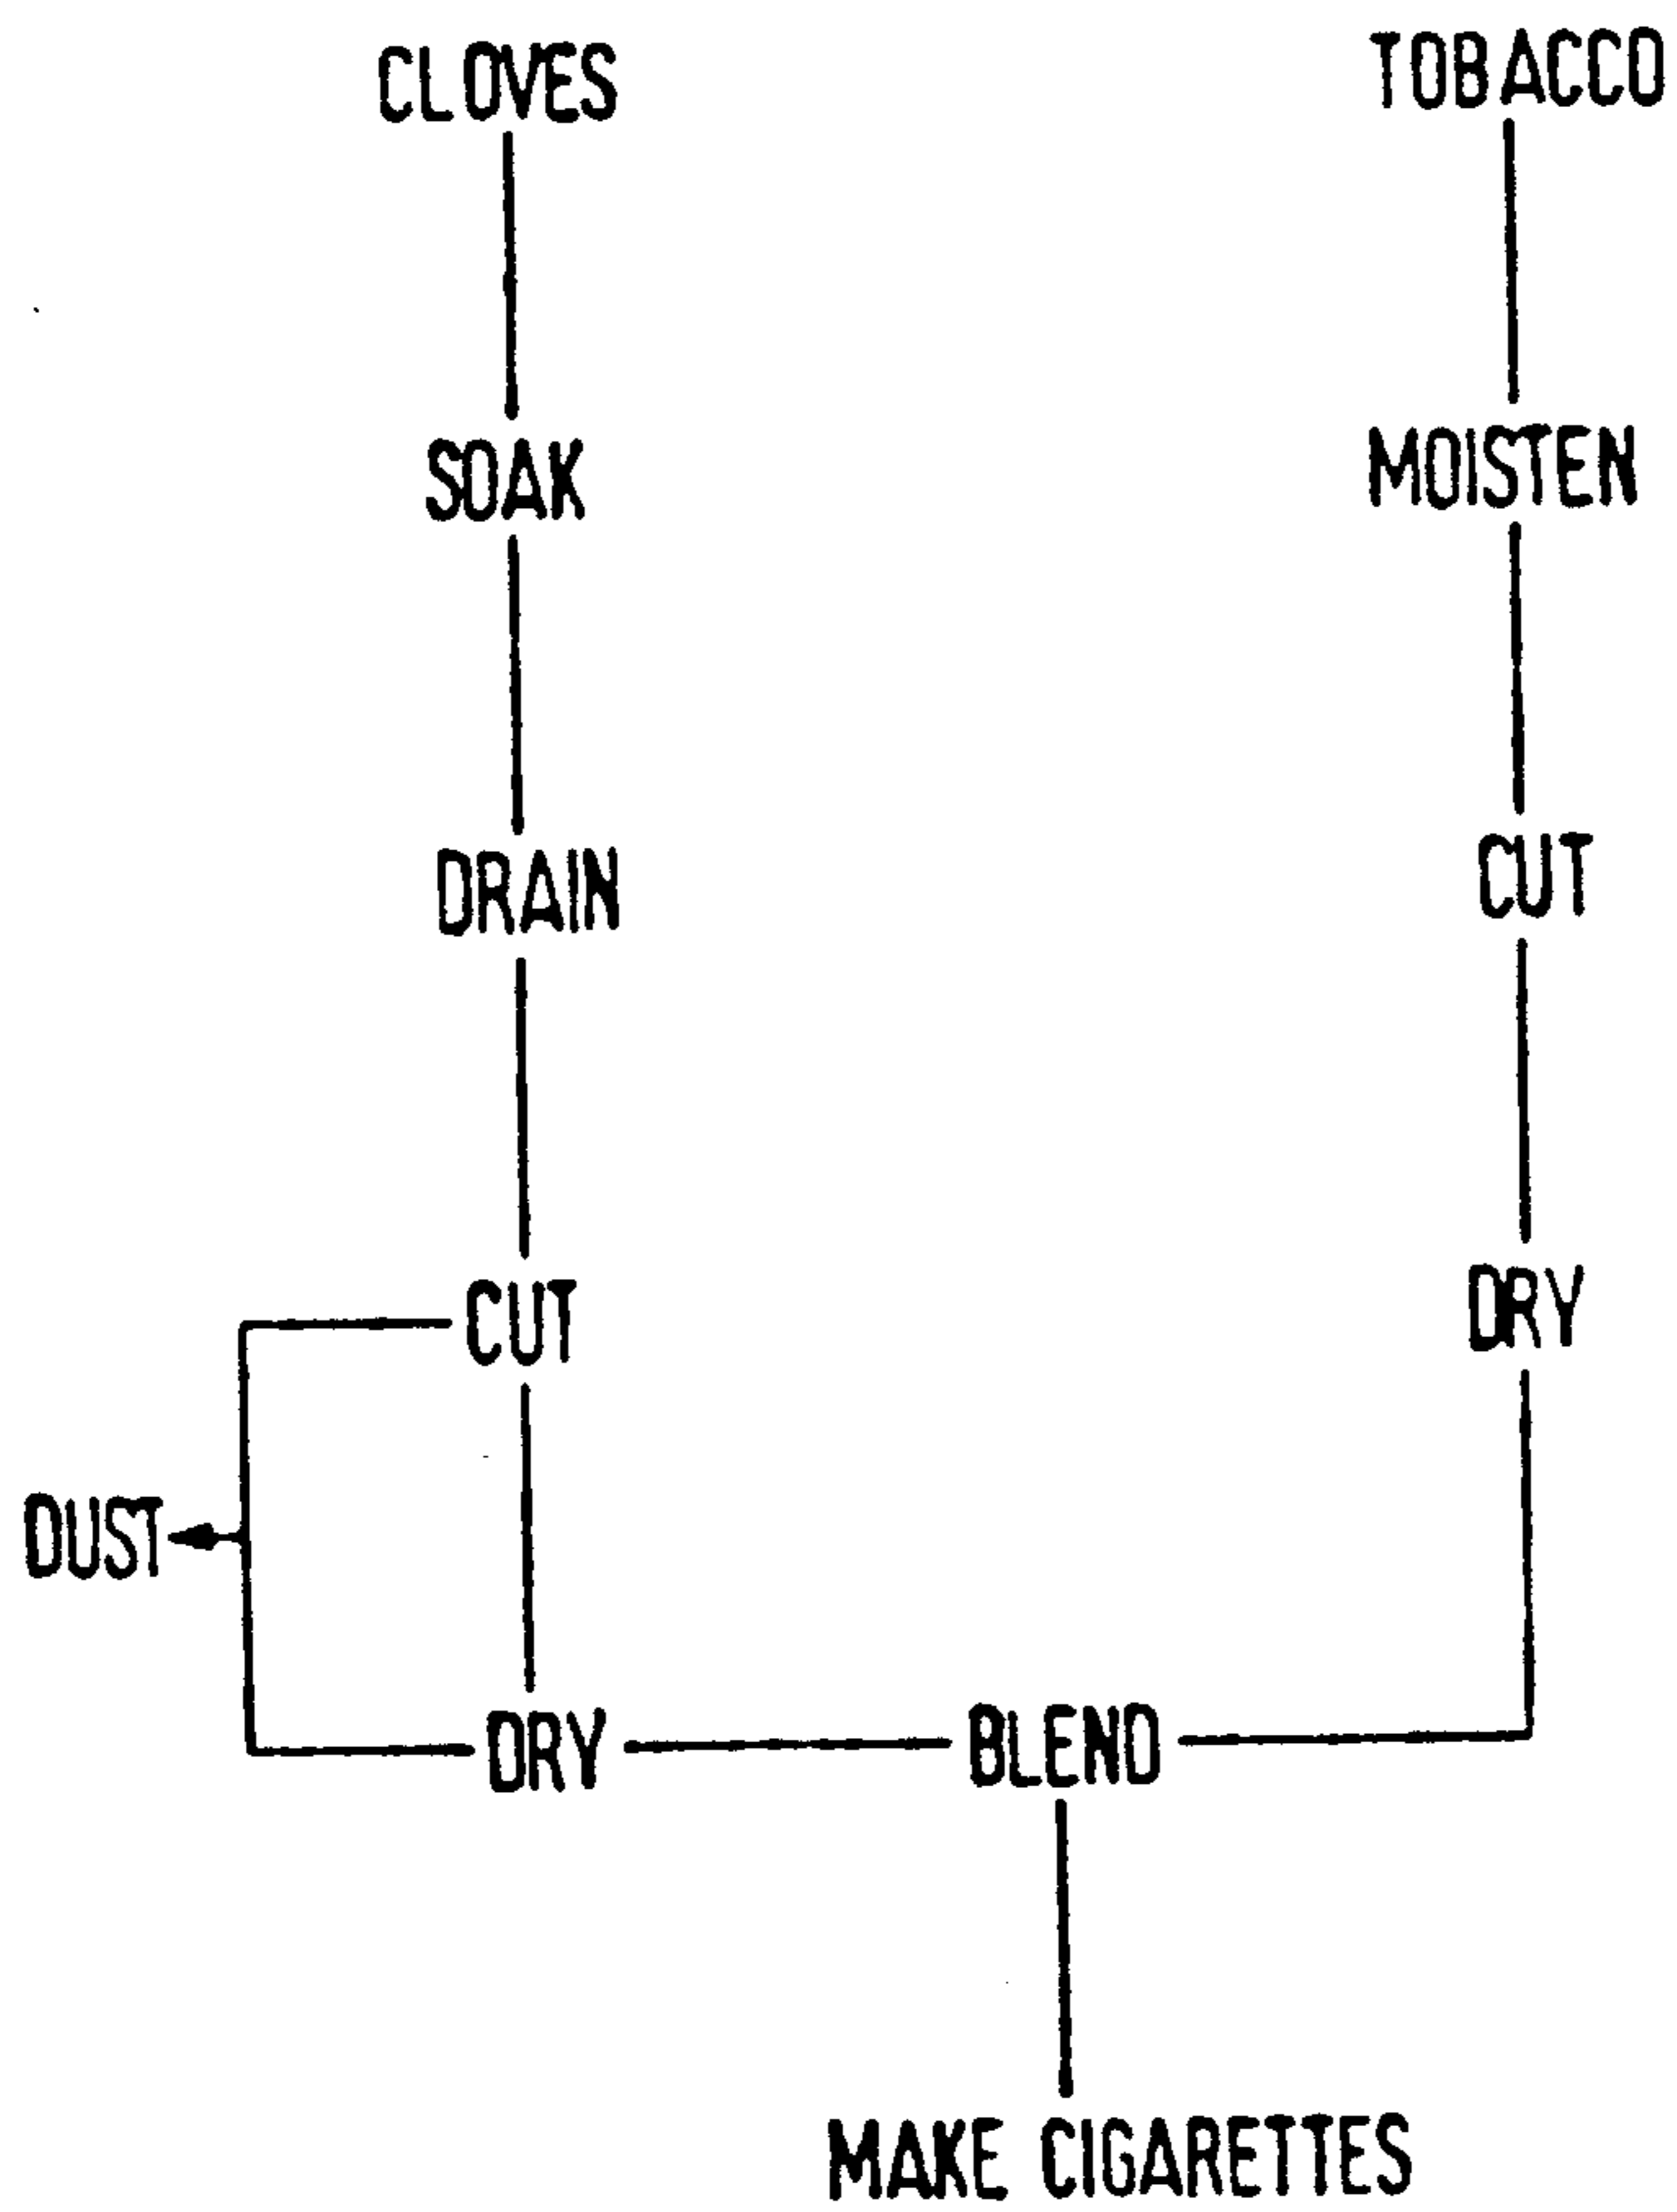 CLOVES TOBACCO
SOAK MOISTEN
DRAIN CUT
CUT DRY
DUST
DRY BLEND
MAKE CIGARETTES